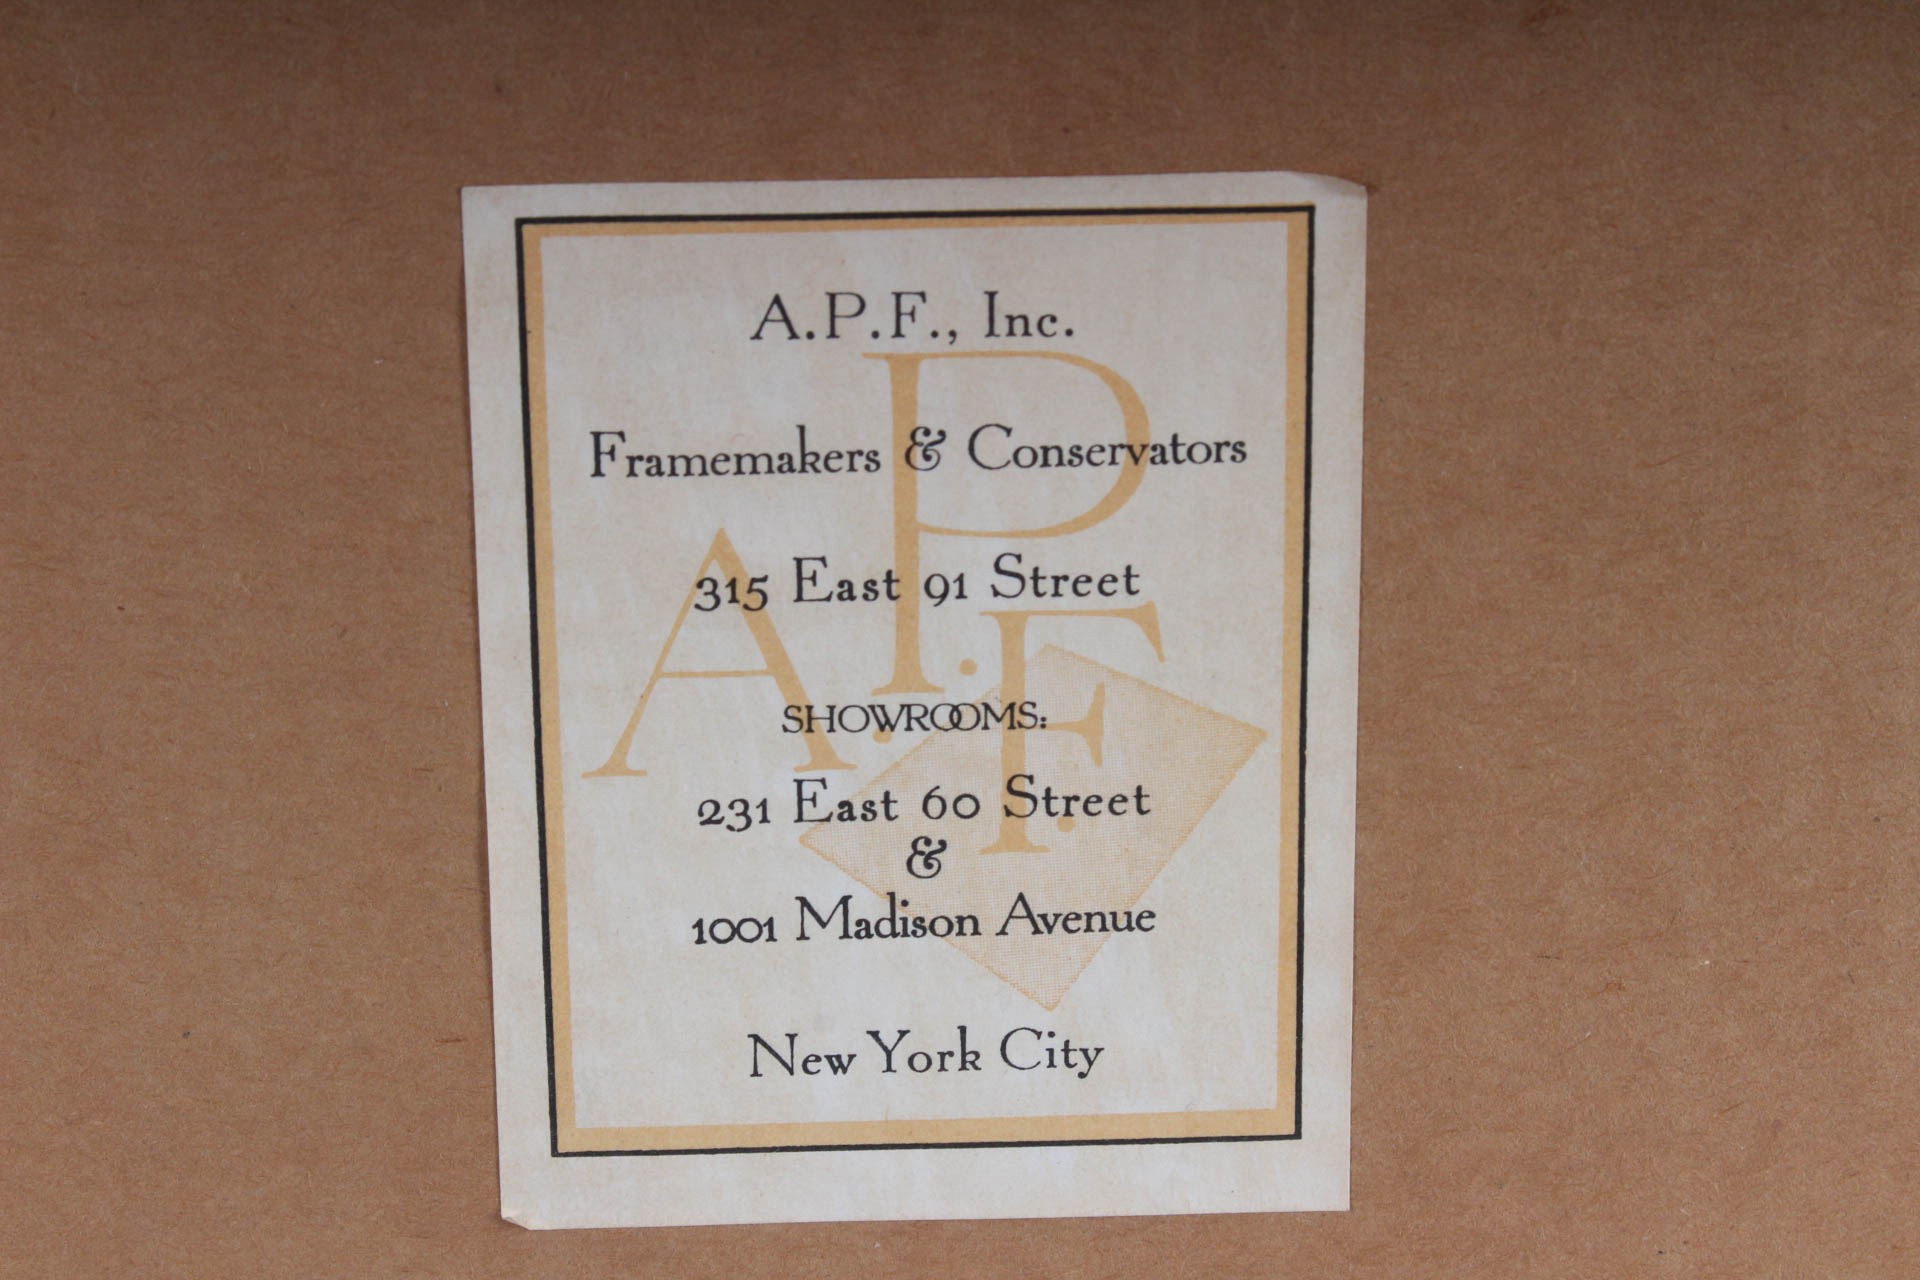 A.P.F., Inc.
Framemakers & Conservators
315 East 91 Street
SHOWROOMS:
231 East 60 Street
&
1001 Madison Avenue
New York City
A.P.F.